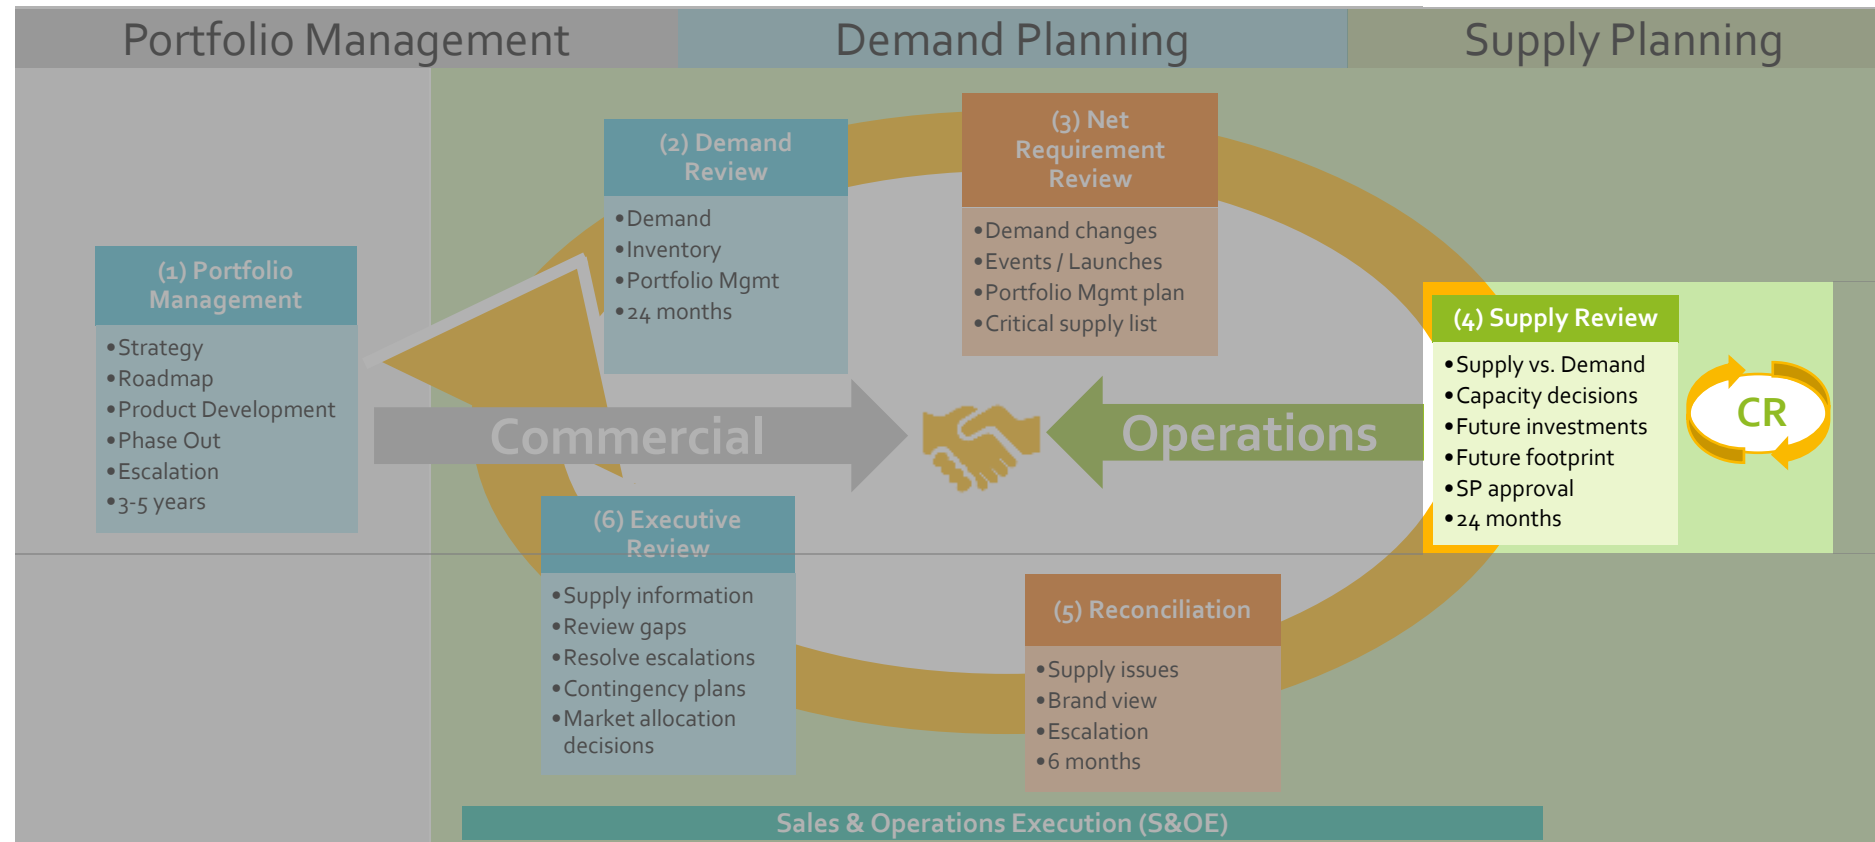 Portfolio Management
Demand Planning
Supply Planning
(1) Portfolio
Management
•Strategy
•Roadmap
•Product Development
•Phase Out
•Escalation
•3-5 years
(2) Demand
Review
•Demand
•Inventory
•Portfolio Mgmt
•24 months
(3) Net
Requirement
Review
•Demand changes
•Events / Launches
•Portfolio Mgmt plan
•Critical supply list
(4) Supply Review
•Supply vs. Demand
•Capacity decisions
•Future investments
•Future footprint
•SP approval
•24 months
CR
Commercial
Operations
(5) Reconciliation
•Supply issues
•Brand view
•Escalation
•6 months
(6) Executive
Review
•Supply information
•Review gaps
•Resolve escalations
•Contingency plans
•Market allocation
decisions
Sales & Operations Execution (S&OE)